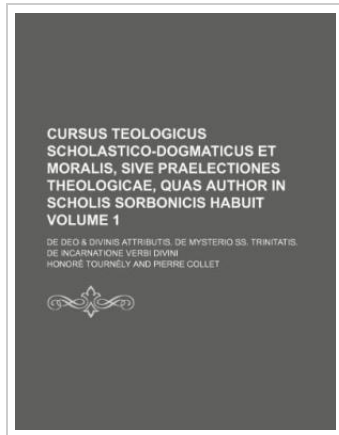 CURSUS TEOLOGICUS
SCHOLASTICO-DOGMATICUS ET
MORALIS, SIVE PRAELECTIONES
THEOLOGICAE, QUAS AUTHOR IN
SCHOLIS SORBONICIS HABUIT
VOLUME 1
DE DEO & DIVINIS ATTRIBUTIS. DE MYSTERIO SS. TRINITATIS.
DE INCARNATIONE VERBI DIVINI
HONORÉ TOURNÉLY AND PIERRE COLLET